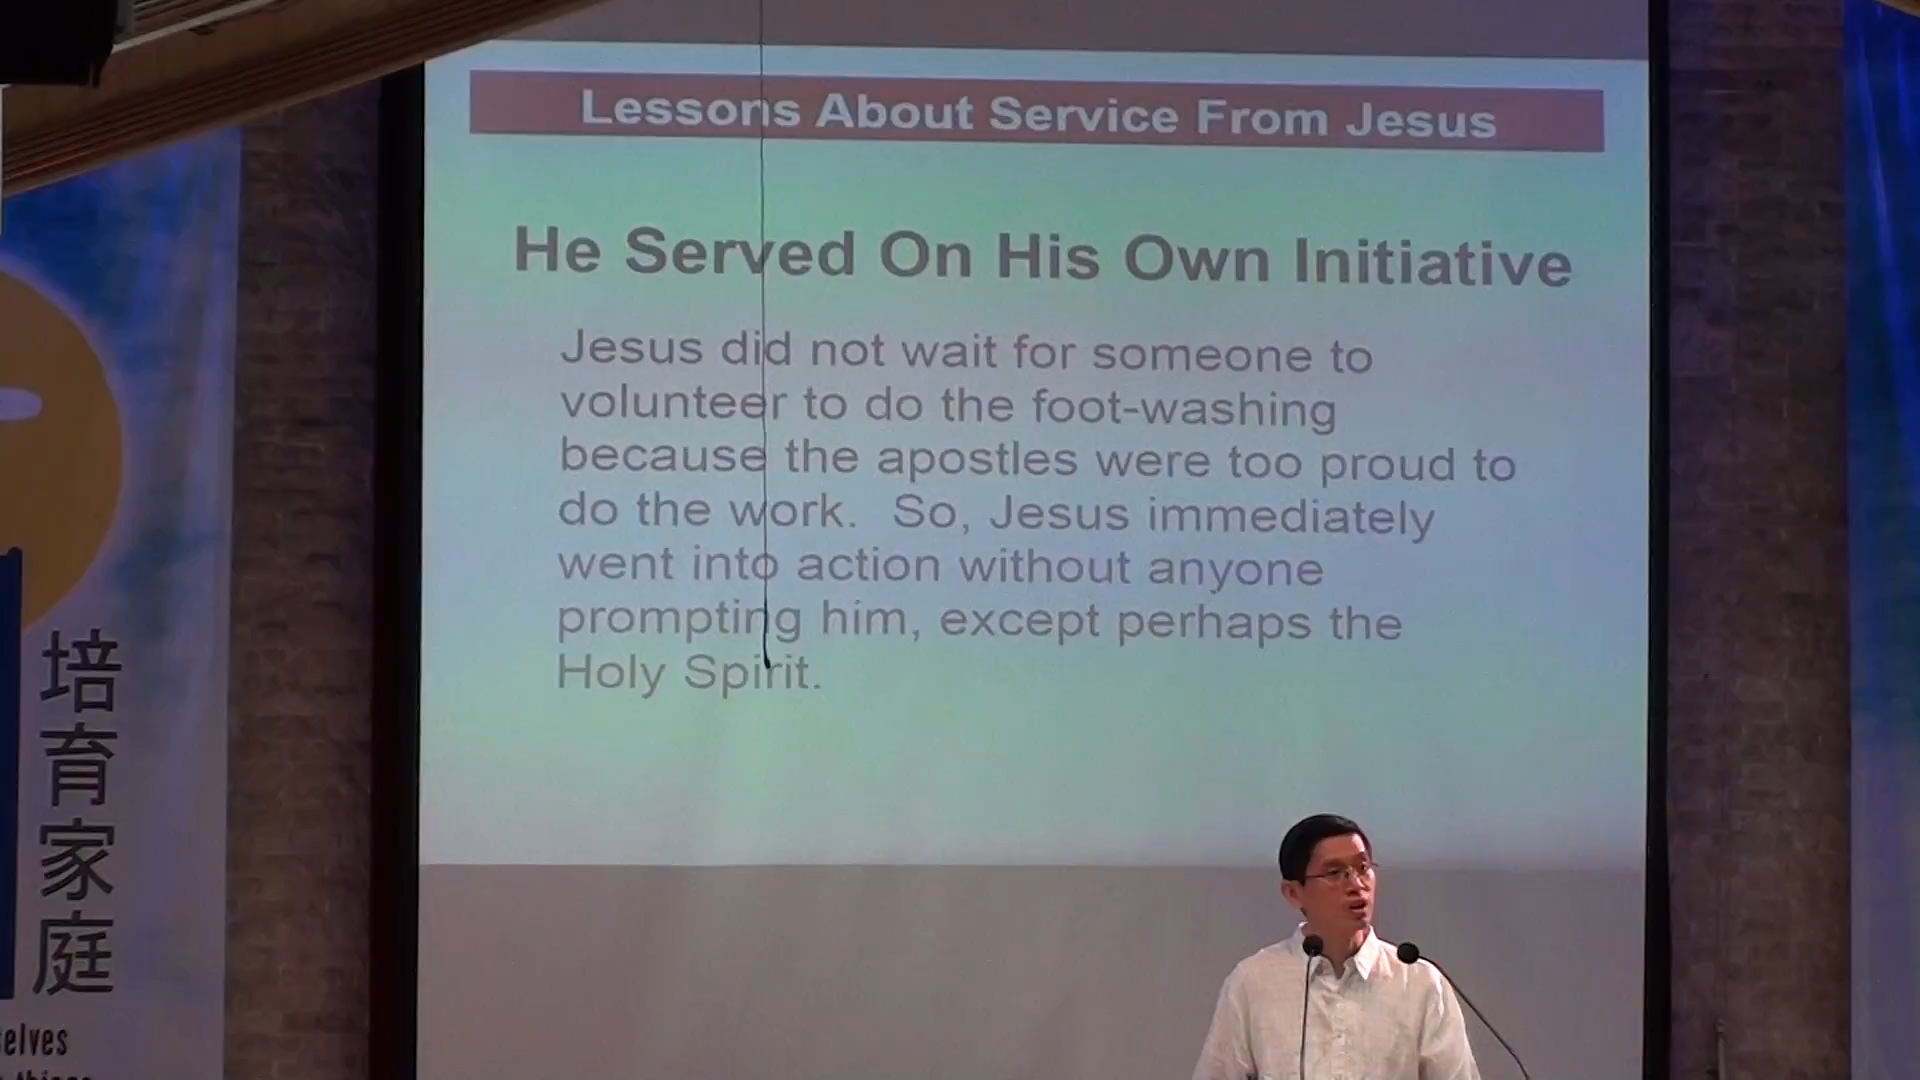 Lessons About Service From Jesus
He Served On His Own Initiative
Jesus did not wait for someone to
volunteer to do the foot-washing
because the apostles were too proud to
do the work. So, Jesus immediately
went into action without anyone
prompting him, except perhaps the
Holy Spirit.
培育家庭
selves
things